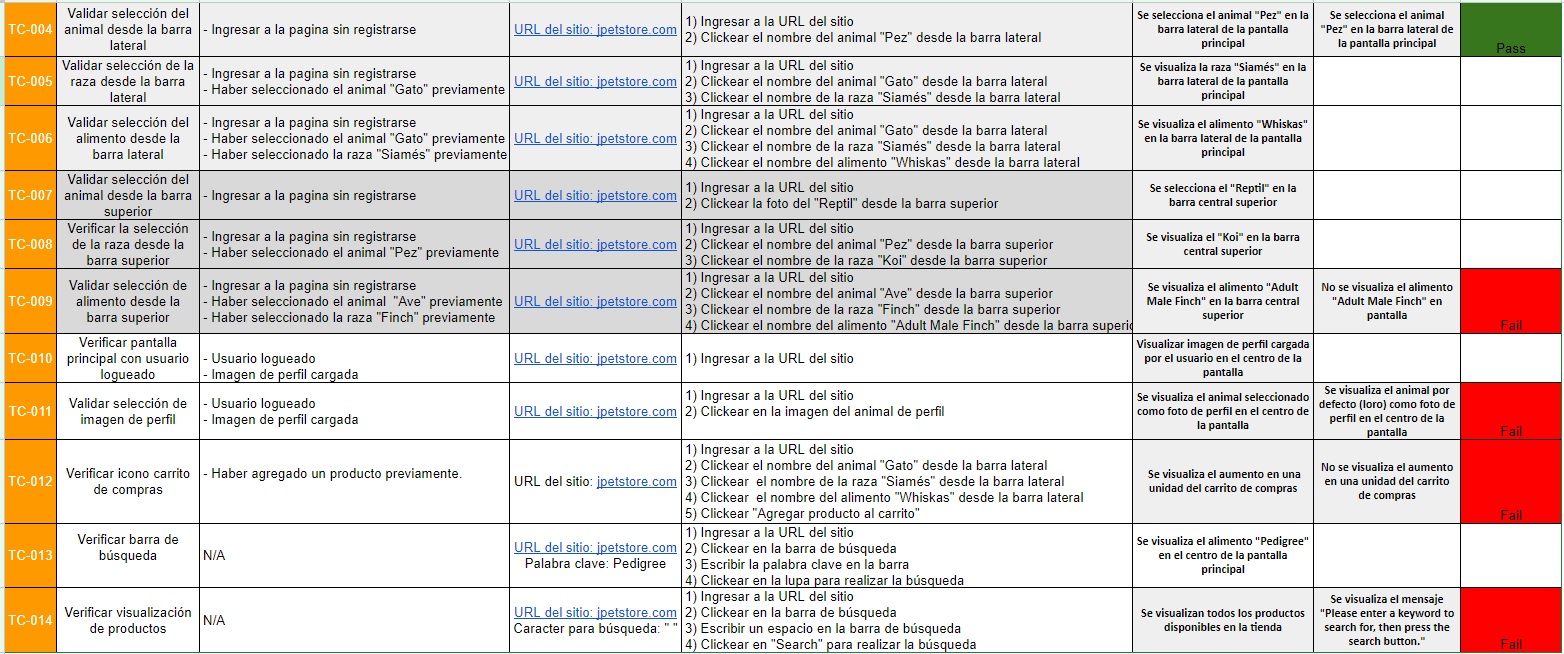 TC-004
Validar selección del
animal desde la barra
lateral
- Ingresar a la pagina sin registrarse
URL del sitio: jpetstore.com
1) Ingresar a la URL del sitio
2) Clickear el nombre del animal "Pez" desde la barra lateral
Se selecciona el animal "Pez" en la
barra lateral de la pantalla
principal
Se selecciona el animal
"Pez" en la barra lateral de
la pantalla principal
Pass
TC-005
Validar selección de la
raza desde la barra
lateral
- Ingresar a la pagina sin registrarse
- Haber seleccionado el animal "Gato" previamente
URL del sitio: jpetstore.com
1) Ingresar a la URL del sitio
2) Clickear el nombre del animal "Gato" desde la barra lateral
3) Clickear el nombre de la raza "Siamés" desde la barra lateral
Se visualiza la raza "Siamés" en la
barra lateral de la pantalla
principal
TC-006
Validar selección del
alimento desde la
barra lateral
- Ingresar a la pagina sin registrarse
- Haber seleccionado el animal "Gato" previamente
- Haber seleccionado la raza "Siamés" previamente
URL del sitio: jpetstore.com
1) Ingresar a la URL del sitio
2) Clickear el nombre del animal "Gato" desde la barra lateral
3) Clickear el nombre de la raza "Siamés" desde la barra lateral
4) Clickear el nombre del alimento "Whiskas" desde la barra lateral
Se visualiza el alimento "Whiskas"
en la barra lateral de la pantalla
principal
TC-007
Validar selección del
animal desde la barra
superior
- Ingresar a la pagina sin registrarse
URL del sitio: jpetstore.com
1) Ingresar a la URL del sitio
2) Clickear la foto del "Reptil" desde la barra superior
Se selecciona el "Reptil" en la
barra central superior
TC-008
Verificar la selección
de la raza desde la
barra superior
- Ingresar a la pagina sin registrarse
- Haber seleccionado el animal "Pez" previamente
URL del sitio: jpetstore.com
1) Ingresar a la URL del sitio
2) Clickear el nombre del animal "Pez" desde la barra superior
3) Clickear el nombre de la raza "Koi" desde la barra superior
Se visualiza el "Koi" en la barra
central superior
TC-009
Validar selección de
alimento desde la
barra superior
- Ingresar a la pagina sin registrarse
- Haber seleccionado el animal  "Ave" previamente
- Haber seleccionado la raza "Finch" previamente
URL del sitio: jpetstore.com
1) Ingresar a la URL del sitio
2) Clickear el nombre del animal "Ave" desde la barra superior
3) Clickear el nombre de la raza "Finch" desde la barra superior
4) Clickear el nombre del alimento "Adult Male Finch" desde la barra superio
Se visualiza el alimento "Adult
Male Finch" en la barra central
superior
No se visualiza el alimento
"Adult Male Finch" en
pantalla
Fail
TC-010
Verificar pantalla
principal con usuario
logueado
- Usuario logueado
- Imagen de perfil cargada
URL del sitio: jpetstore.com
1) Ingresar a la URL del sitio
Visualizar imagen de perfil cargada
por el usuario en el centro de la
pantalla
TC-011
Validar selección de
imagen de perfil
- Usuario logueado
- Imagen de perfil cargada
URL del sitio: jpetstore.com
1) Ingresar a la URL del sitio
2) Clickear en la imagen del animal de perfil
Se visualiza el animal seleccionado
como foto de perfil en el centro de
la pantalla
Se visualiza el animal por
defecto (loro) como foto de
perfil en el centro de la
pantalla
Fail
TC-012
Verificar icono carrito
de compras
- Haber agregado un producto previamente.
URL del sitio: jpetstore.com
1) Ingresar a la URL del sitio
2) Clickear el nombre del animal "Gato" desde la barra lateral
3) Clickear  el nombre de la raza "Siamés" desde la barra lateral
4) Clickear  el nombre del alimento "Whiskas" desde la barra lateral
5) Clickear "Agregar producto al carrito"
Se visualiza el aumento en una
unidad del carrito de compras
No se visualiza el aumento
en una unidad del carrito
de compras
Fail
TC-013
Verificar barra de
búsqueda
N/A
URL del sitio: jpetstore.com
Palabra clave: Pedigree
1) Ingresar a la URL del sitio
2) Clickear en la barra de búsqueda
3) Escribir la palabra clave en la barra
4) Clickear en la lupa para realizar la búsqueda
Se visualiza el alimento "Pedigree"
en el centro de la pantalla
principal
TC-014
Verificar visualización
de productos
N/A
URL del sitio: jpetstore.com
Caracter para búsqueda: " "
1) Ingresar a la URL del sitio
2) Clickear en la barra de búsqueda
3) Escribir un espacio en la barra de búsqueda
4) Clickear en "Search" para realizar la búsqueda
Se visualizan todos los productos
disponibles en la tienda
Se visualiza el mensaje
"Please enter a keyword to
search for, then press the
search button."
Fail